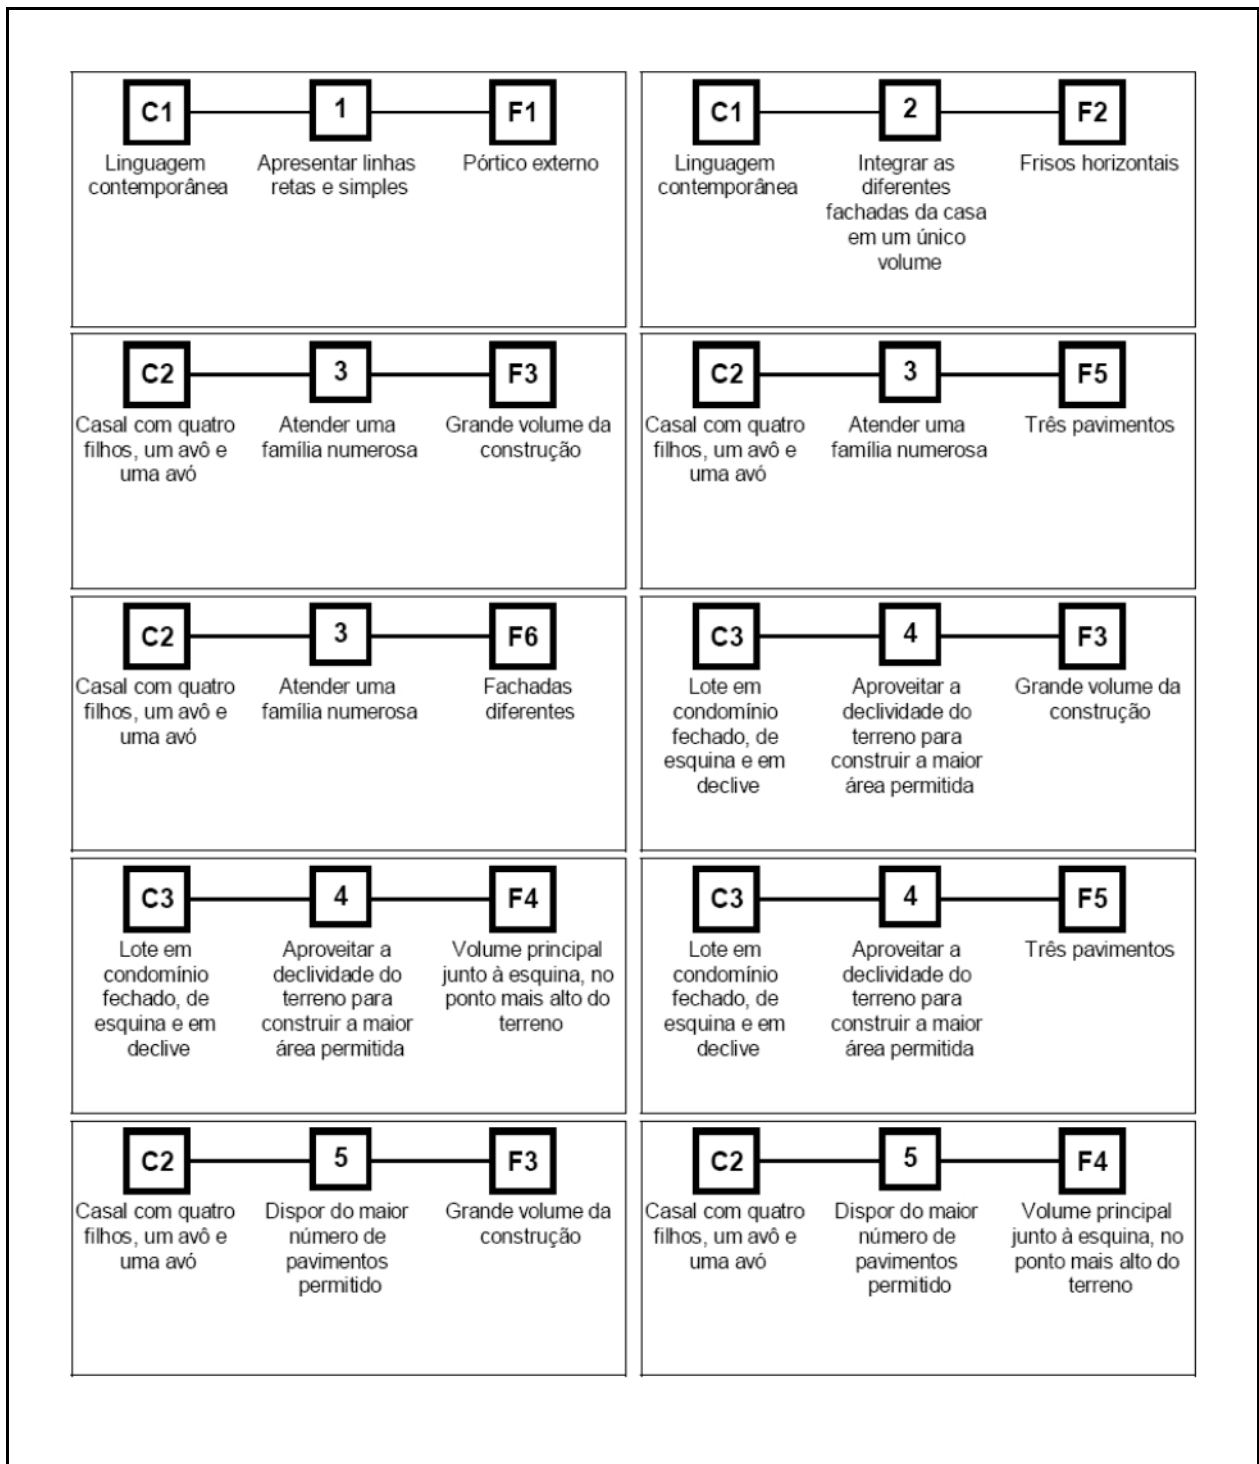 C1
1
F1
Linguagem
contemporânea
Apresentar linhas
retas e simples
Pórtico externo
C1
2
F2
Linguagem
contemporânea
Integrar as
diferentes
fachadas da casa
em um único
volume
Frisos horizontais
C2
3
F3
Casal com quatro
filhos, um avô e
uma avó
Atender uma
família numerosa
Grande volume da
construção
C2
3
F5
Casal com quatro
filhos, um avô e
uma avó
Atender uma
família numerosa
Três pavimentos
C2
3
F6
Casal com quatro
filhos, um avô e
uma avó
Atender uma
família numerosa
Fachadas
diferentes
C3
4
F3
Lote em
condomínio
fechado, de
esquina e em
declive
Aproveitar a
declividade do
terreno para
construir a maior
área permitida
Grande volume da
construção
C3
4
F4
Lote em
condomínio
fechado, de
esquina e em
declive
Aproveitar a
declividade do
terreno para
construir a maior
área permitida
Volume principal
junto à esquina, no
ponto mais alto do
terreno
C3
4
F5
Lote em
condomínio
fechado, de
esquina e em
declive
Aproveitar a
declividade do
terreno para
construir a maior
área permitida
Três pavimentos
C2
5
F3
Casal com quatro
filhos, um avô e
uma avó
Dispor do maior
número de
pavimentos
permitido
Grande volume da
construção
C2
5
F4
Casal com quatro
filhos, um avô e
uma avó
Dispor do maior
número de
pavimentos
permitido
Volume principal
junto à esquina, no
ponto mais alto do
terreno